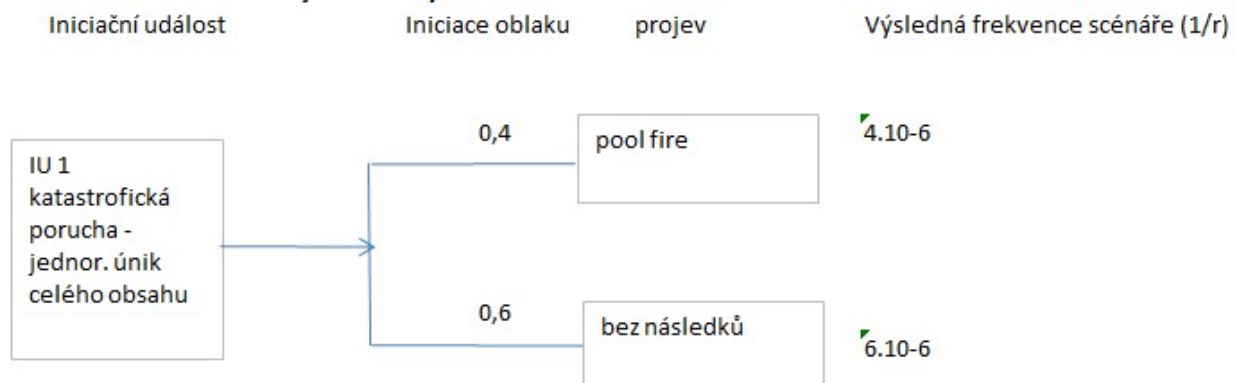 Iniciační událost Iniciace oblaku projev Výsledná frekvence scénáře (1/r)
0,4 pool fire 4.10-6
IU 1
katastrofická
porucha -
jednor. únik
celého obsahu
0,6 bez následků 6.10-6